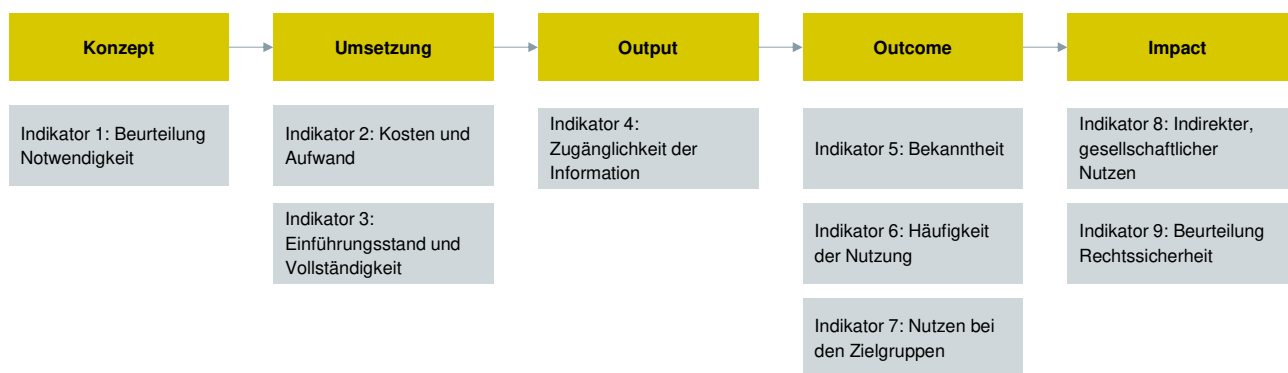 Konzept
Umsetzung
Output
Outcome
Impact
Indikator 1: Beurteilung
Notwendigkeit
Indikator 2: Kosten und
Aufwand
Indikator 3:
Einführungsstand und
Vollständigkeit
Indikator 4:
Zugänglichkeit der
Information
Indikator 5: Bekanntheit
Indikator 6: Häufigkeit
der Nutzung
Indikator 7: Nutzen bei
den Zielgruppen
Indikator 8: Indirekter,
gesellschaftlicher
Nutzen
Indikator 9: Beurteilung
Rechtssicherheit